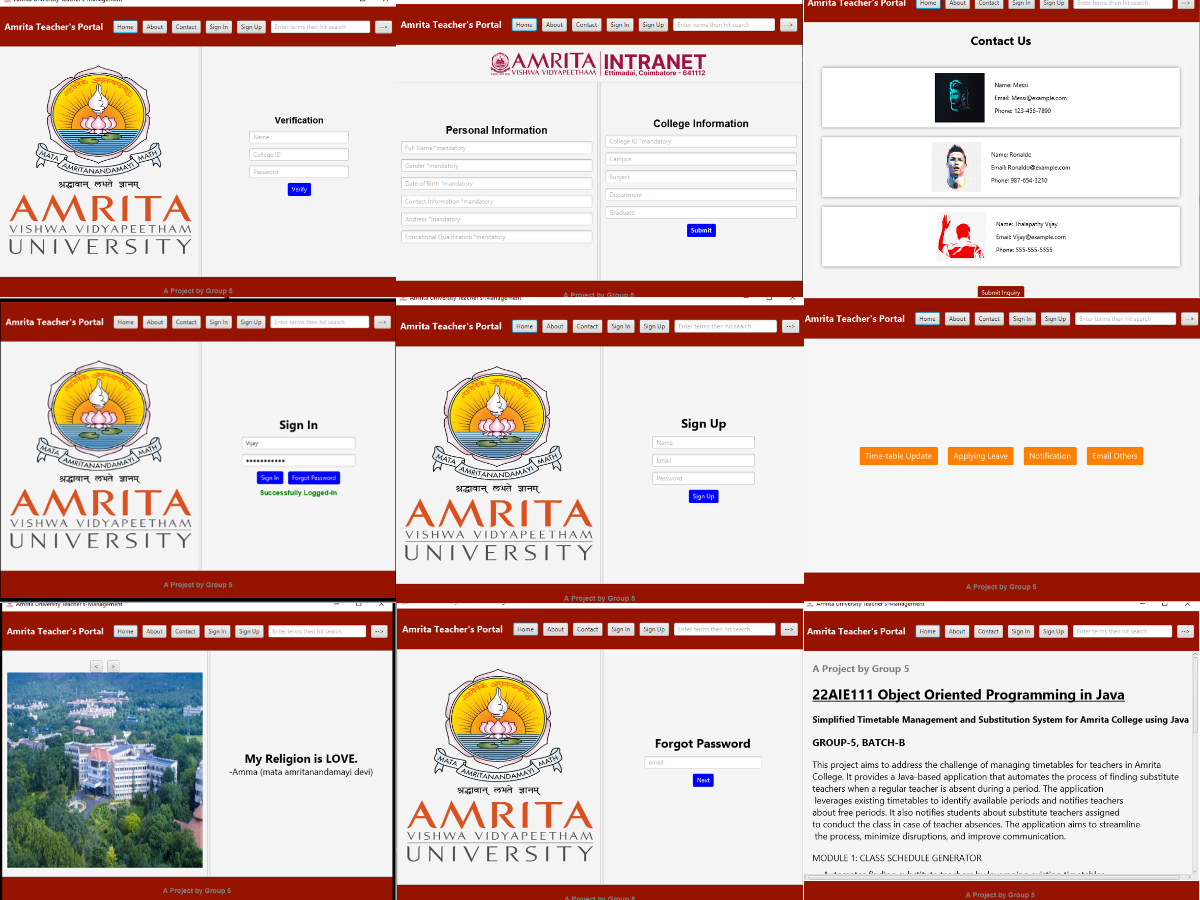 Amrita Teacher's Portal Home About Contact Sign In Sign Up Enter terms then hit search -->
MATA AMRITANANDAMAYI MATH
श्रद्धावान् लभते ज्ञानम्
AMRITA
VISHWA VIDYAPEETHAM
UNIVERSITY
Verification
Name
College ID
Password
Verify
A Project by Group 5
Amrita Teacher's Portal Home About Contact Sign In Sign Up Enter terms then hit search -->
AMRITA
VISHWA VIDYAPEETHAM
INTRANET
Ettimadai, Coimbatore - 641112
Personal Information
Full Name *mandatory
Gender *mandatory
Date of Birth *mandatory
Contact Information *mandatory
Address *mandatory
Educational Qualification *mandatory
College Information
College ID *mandatory
Campus
Surpject
Department
Graduate
Submit
A Project by Group 5
Amrita Teacher's Portal Home About Contact Sign In Sign Up Enter terms then hit search -->
Contact Us
Name: Messi
Email: Messi@example.com
Phone: 123-456-7890
Name: Ronaldo
Email: Ronaldo@example.com
Phone: 987-654-3210
Name: Thalapathy Vijay
Email: Vijay@example.com
Phone: 555-555-5555
Submit Inquiry
Amrita Teacher's Portal Home About Contact Sign In Sign Up Enter terms then hit search -->
MATA AMRITANANDAMAYI MATH
श्रद्धावान् लभते ज्ञानम्
AMRITA
VISHWA VIDYAPEETHAM
UNIVERSITY
Sign In
Vijay
Sign In Forgot Password
Successfully Logged-In
A Project by Group 5
Amrita University Teacher's-Management
Amrita Teacher's Portal Home About Contact Sign In Sign Up Enter terms then hit search -->
MATA AMRITANANDAMAYI MATH
श्रद्धावान् लभते ज्ञानम्
AMRITA
VISHWA VIDYAPEETHAM
UNIVERSITY
Sign Up
Name
Email
Password
Sign Up
A Project by Group 5
Amrita Teacher's Portal Home About Contact Sign In Sign Up Enter terms then hit search -->
Time-table Update Applying Leave Notification Email Others
A Project by Group 5
Amrita University Teacher's-Management
Amrita Teacher's Portal Home About Contact Sign In Sign Up Enter terms then hit search -->
< >
My Religion is LOVE.
-Amma (mata amritanandamayi devi)
A Project by Group 5
Amrita Teacher's Portal Home About Contact Sign In Sign Up Enter terms then hit search -->
MATA AMRITANANDAMAYI MATH
श्रद्धावान् लभते ज्ञानम्
AMRITA
VISHWA VIDYAPEETHAM
UNIVERSITY
Forgot Password
email
Next
A Project by Group 5
Amrita University Teacher's-Management
Amrita Teacher's Portal Home About Contact Sign In Sign Up Enter terms then hit search -->
A Project by Group 5
22AIE111 Object Oriented Programming in Java
Simplified Timetable Management and Substitution System for Amrita College using Java
GROUP-5, BATCH-B
This project aims to address the challenge of managing timetables for teachers in Amrita
College. It provides a Java-based application that automates the process of finding substitute
teachers when a regular teacher is absent during a period. The application
leverages existing timetables to identify available periods and notifies teachers
about free periods. It also notifies students about substitute teachers assigned
to conduct the class in case of teacher absences. The application aims to streamline
the process, minimize disruptions, and improve communication.
MODULE 1: CLASS SCHEDULE GENERATOR
A Project by Group 5